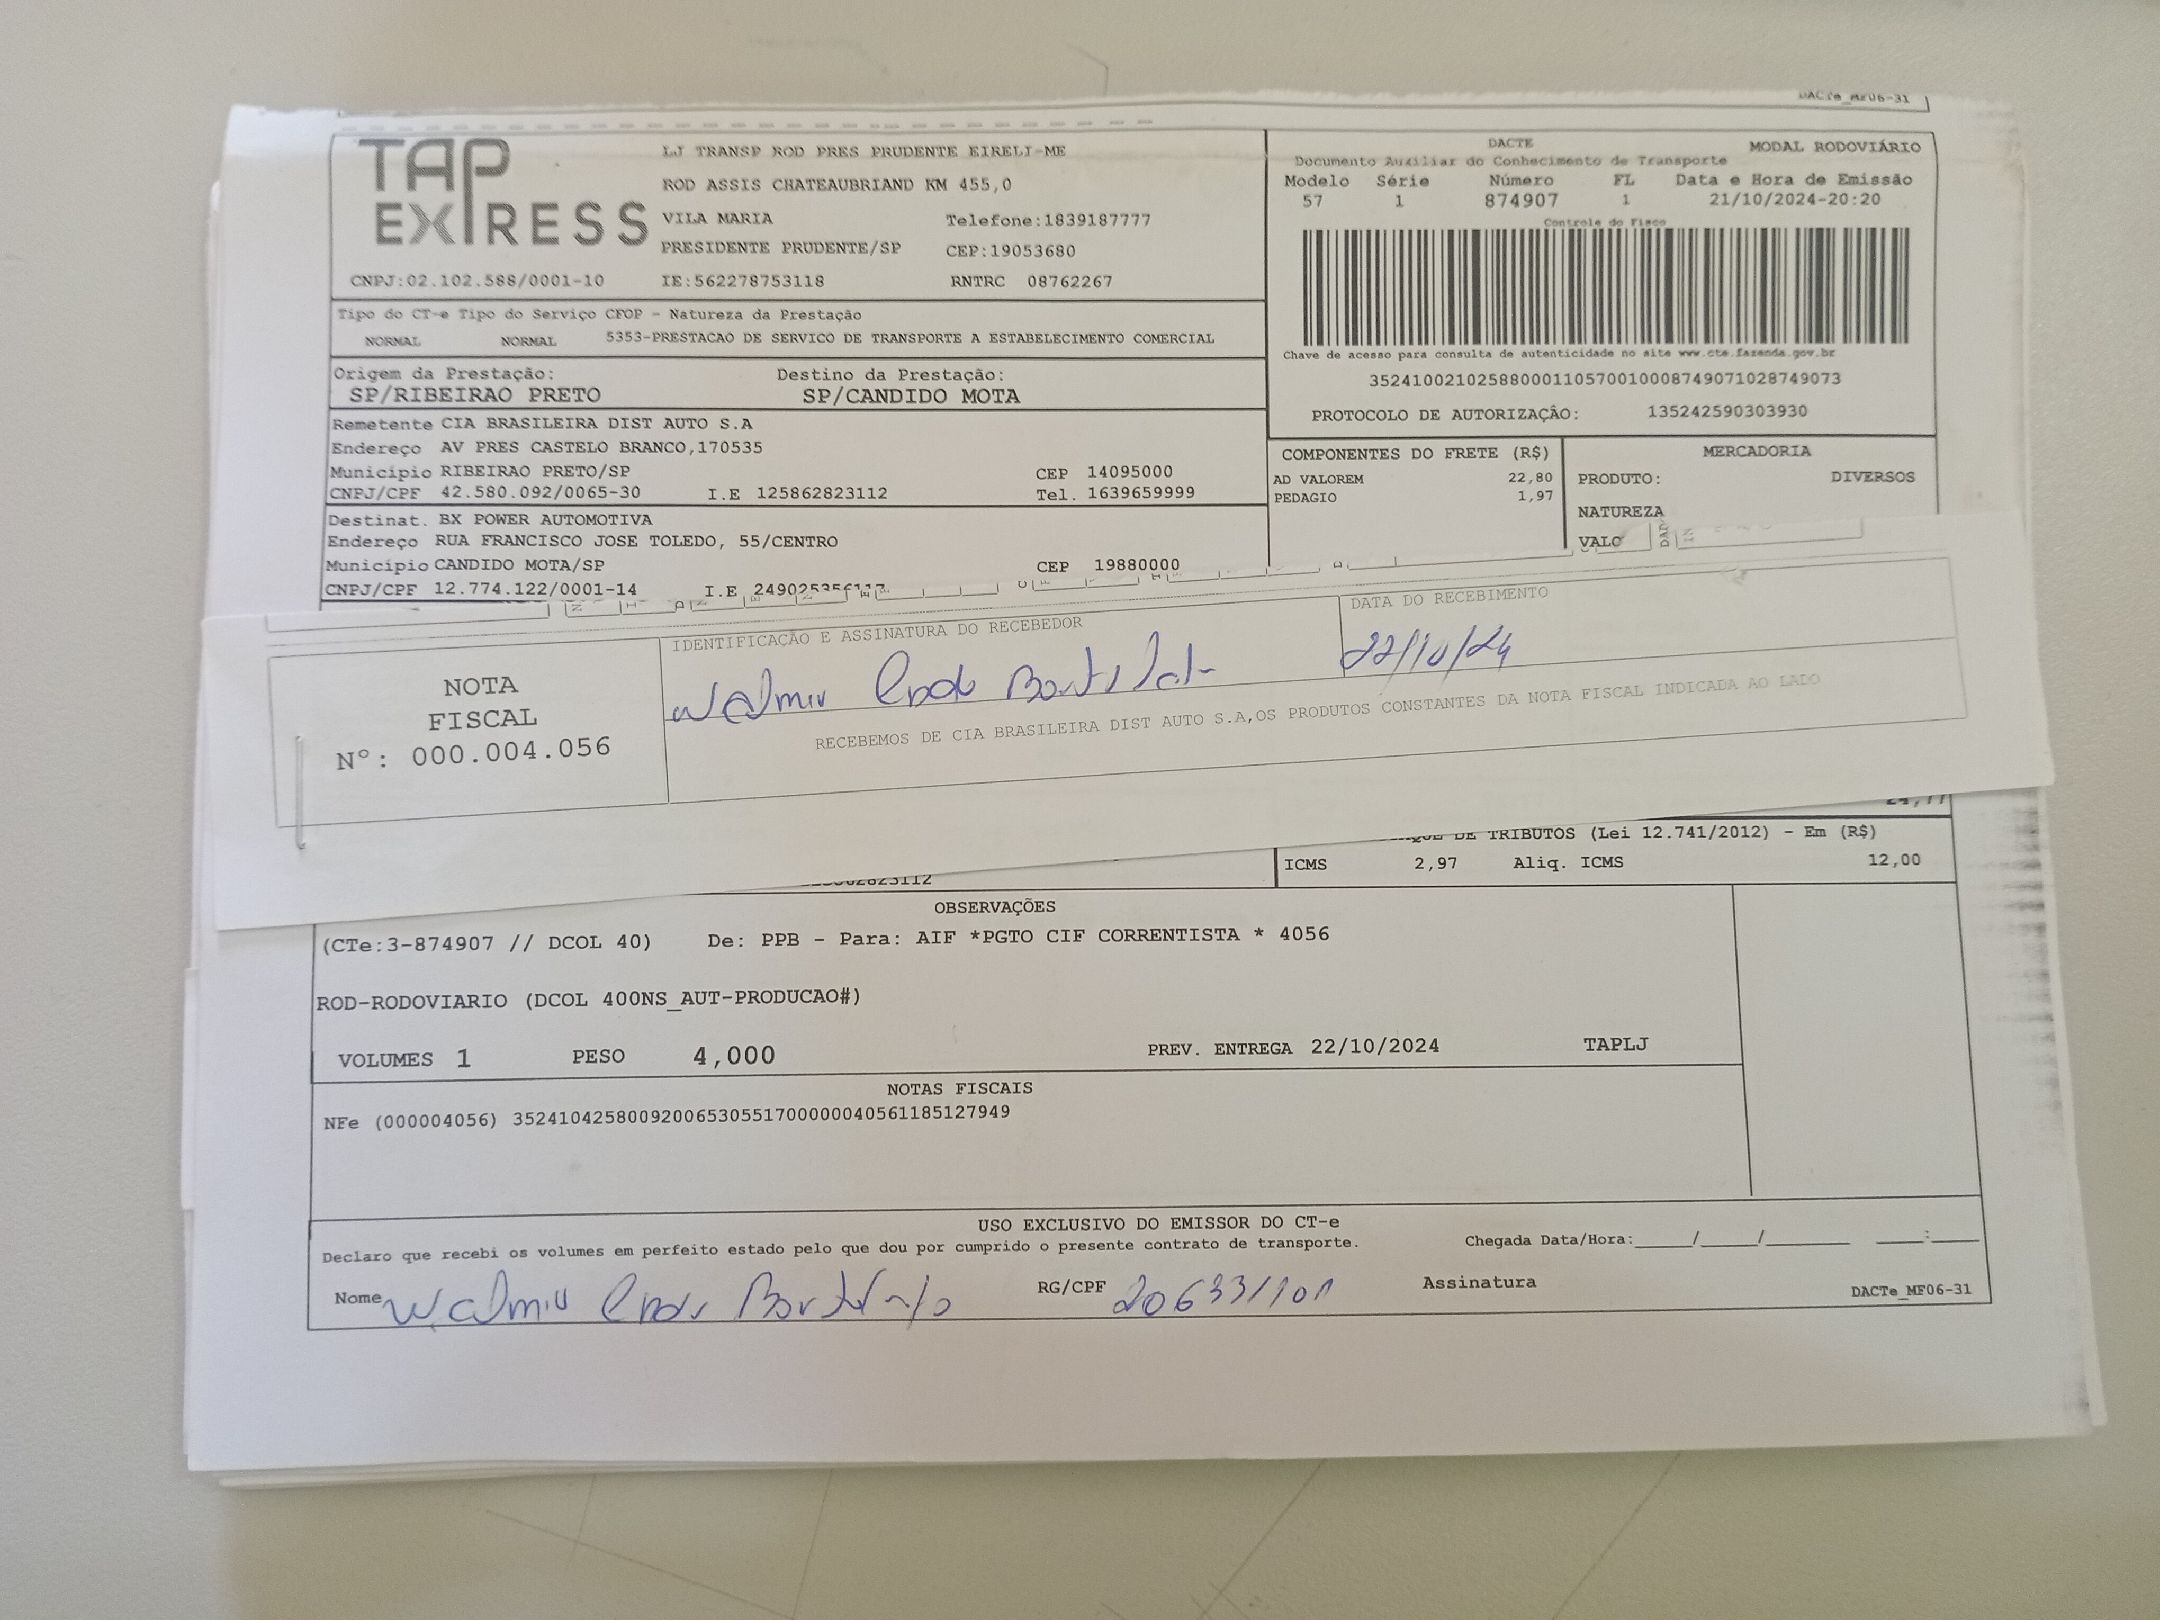 DACTe_MF06-31
TAP EXPRESS
LJ TRANSP ROD PRES PRUDENTE EIRELI-ME
ROD ASSIS CHATEAUBRIAND KM 455,0
VILA MARIA Telefone:1839187777
PRESIDENTE PRUDENTE/SP CEP:19053680
CNPJ:02.102.588/0001-10 IE:562278753118 RNTRC 08762267
DACTE MODAL RODOVIÁRIO
Documento Auxiliar do Conhecimento de Transporte
Modelo Série Número FL Data e Hora de Emissão
57 1 874907 1 21/10/2024-20:20
Controle do Fisco
Chave de acesso para consulta de autenticidade no site www.cte.fazenda.gov.br
35241002102588000110570010008749071028749073
PROTOCOLO DE AUTORIZAÇÂO: 135242590303930
Tipo do CT-e Tipo do Serviço CFOP - Natureza da Prestação
NORMAL NORMAL 5353-PRESTACAO DE SERVICO DE TRANSPORTE A ESTABELECIMENTO COMERCIAL
Origem da Prestação: Destino da Prestação:
SP/RIBEIRAO PRETO SP/CANDIDO MOTA
Remetente CIA BRASILEIRA DIST AUTO S.A
Endereço AV PRES CASTELO BRANCO,170535
Município RIBEIRAO PRETO/SP CEP 14095000
CNPJ/CPF 42.580.092/0065-30 I.E 125862823112 Tel. 1639659999
COMPONENTES DO FRETE (R$)
AD VALOREM 22,80
PEDAGIO 1,97
MERCADORIA
PRODUTO: DIVERSOS
NATUREZA
VALO
Destinat. BX POWER AUTOMOTIVA
Endereço RUA FRANCISCO JOSE TOLEDO, 55/CENTRO
Município CANDIDO MOTA/SP CEP 19880000
CNPJ/CPF 12.774.122/0001-14 I.E
NOTA
FISCAL
Nº: 000.004.056
IDENTIFICAÇÃO E ASSINATURA DO RECEBEDOR
DATA DO RECEBIMENTO
22/10/24
RECEBEMOS DE CIA BRASILEIRA DIST AUTO S.A,OS PRODUTOS CONSTANTES DA NOTA FISCAL INDICADA AO LADO
DE TRIBUTOS (Lei 12.741/2012) - Em (R$)
ICMS 2,97 Aliq. ICMS 12,00
OBSERVAÇÕES
(CTe:3-874907 // DCOL 40) De: PPB - Para: AIF *PGTO CIF CORRENTISTA * 4056
ROD-RODOVIARIO (DCOL 400NS_AUT-PRODUCAO#)
VOLUMES 1 PESO 4,000 PREV. ENTREGA 22/10/2024 TAPLJ
NOTAS FISCAIS
NFe (000004056) 35241042580092006530551700000040561185127949
USO EXCLUSIVO DO EMISSOR DO CT-e
Declaro que recebi os volumes em perfeito estado pelo que dou por cumprido o presente contrato de transporte. Chegada Data/Hora:_____/_____/_______ ____:____
Nome RG/CPF Assinatura
DACTe_MF06-31